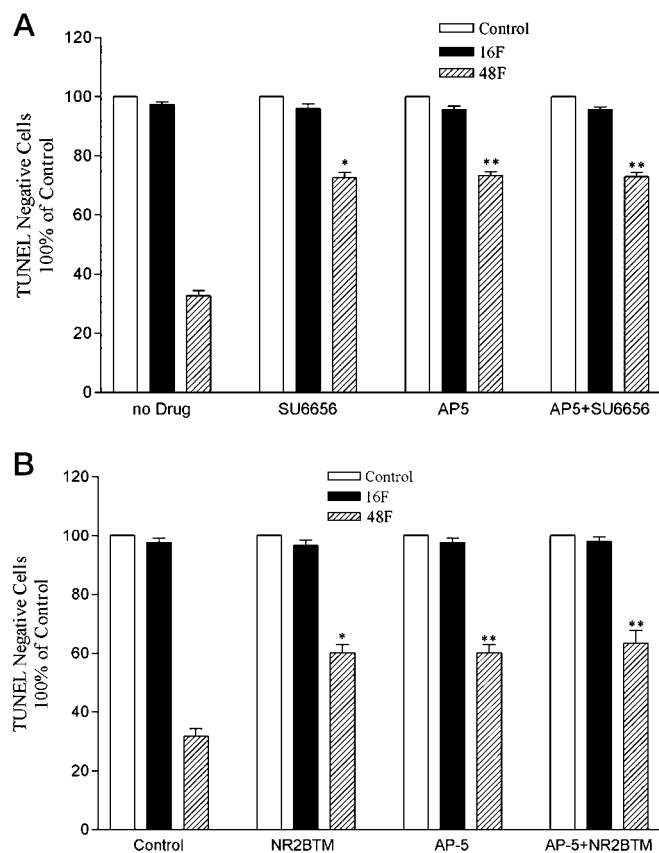 A
120
100
80
60
40
20
0
TUNEL Negative Cells
100% of Control
Control
16F
48F
*
**
**
no Drug
SU6656
AP5
AP5+SU6656
B
120
100
80
60
40
20
0
TUNEL Negative Cells
100% of Control
Control
16F
48F
*
**
**
Control
NR2BTM
AP-5
AP-5+NR2BTM